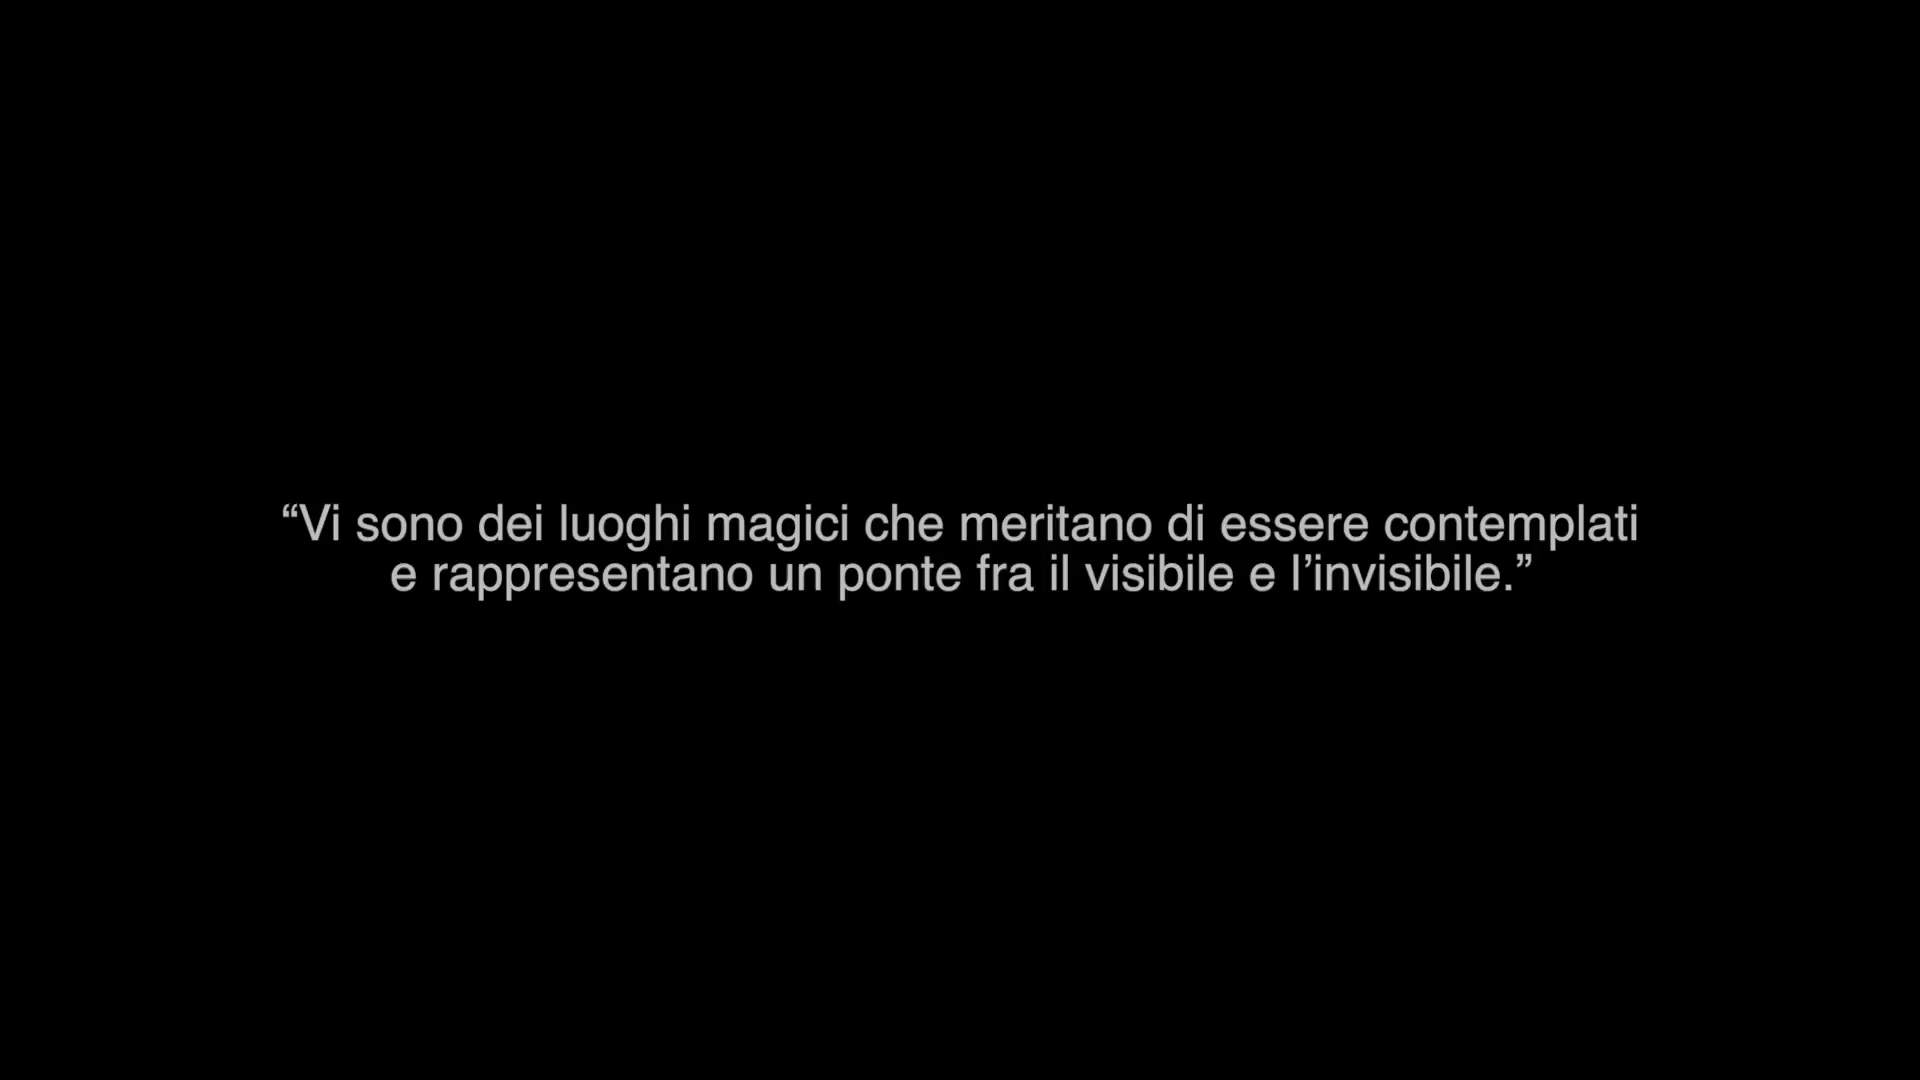 “Vi sono dei luoghi magici che meritano di essere contemplati
e rappresentano un ponte fra il visibile e l’invisibile.”